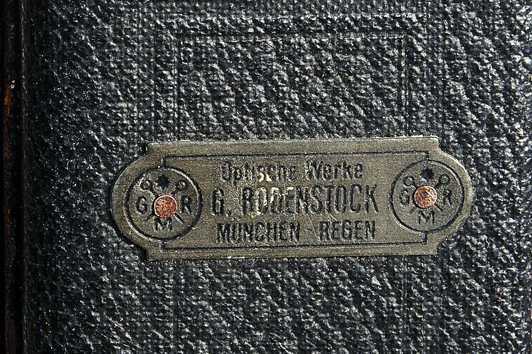 Optische Werke
G. RODENSTOCK
MÜNCHEN - REGEN
G R
M
G R
M